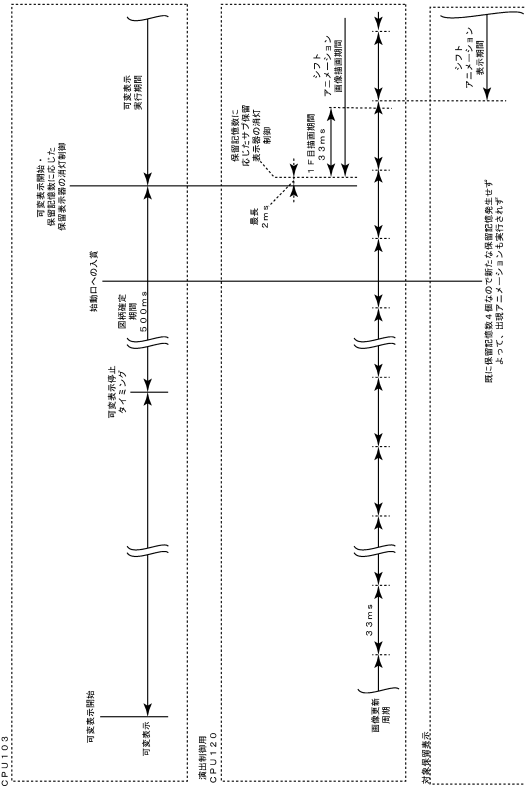 CPU103
可変表示開始
可変表示
可変表示停止
タイミング
図柄確定
期間
500ms
始動口への入賞
可変表示開始・
保留記憶数に応じた
保留表示器の消灯制御
可変表示
実行期間
演出制御用
CPU120
画像更新
周期
33ms
最長
2ms
保留記憶数に
応じたサブ保留
表示器の消灯
制御
1F目描画期間
33ms
シフト
アニメーション
画像描画期間
対象保留表示
既に保留記憶数4個なので新たな保留記憶発生せず
よって、出現アニメーションも実行されず
シフト
アニメーション
表示期間